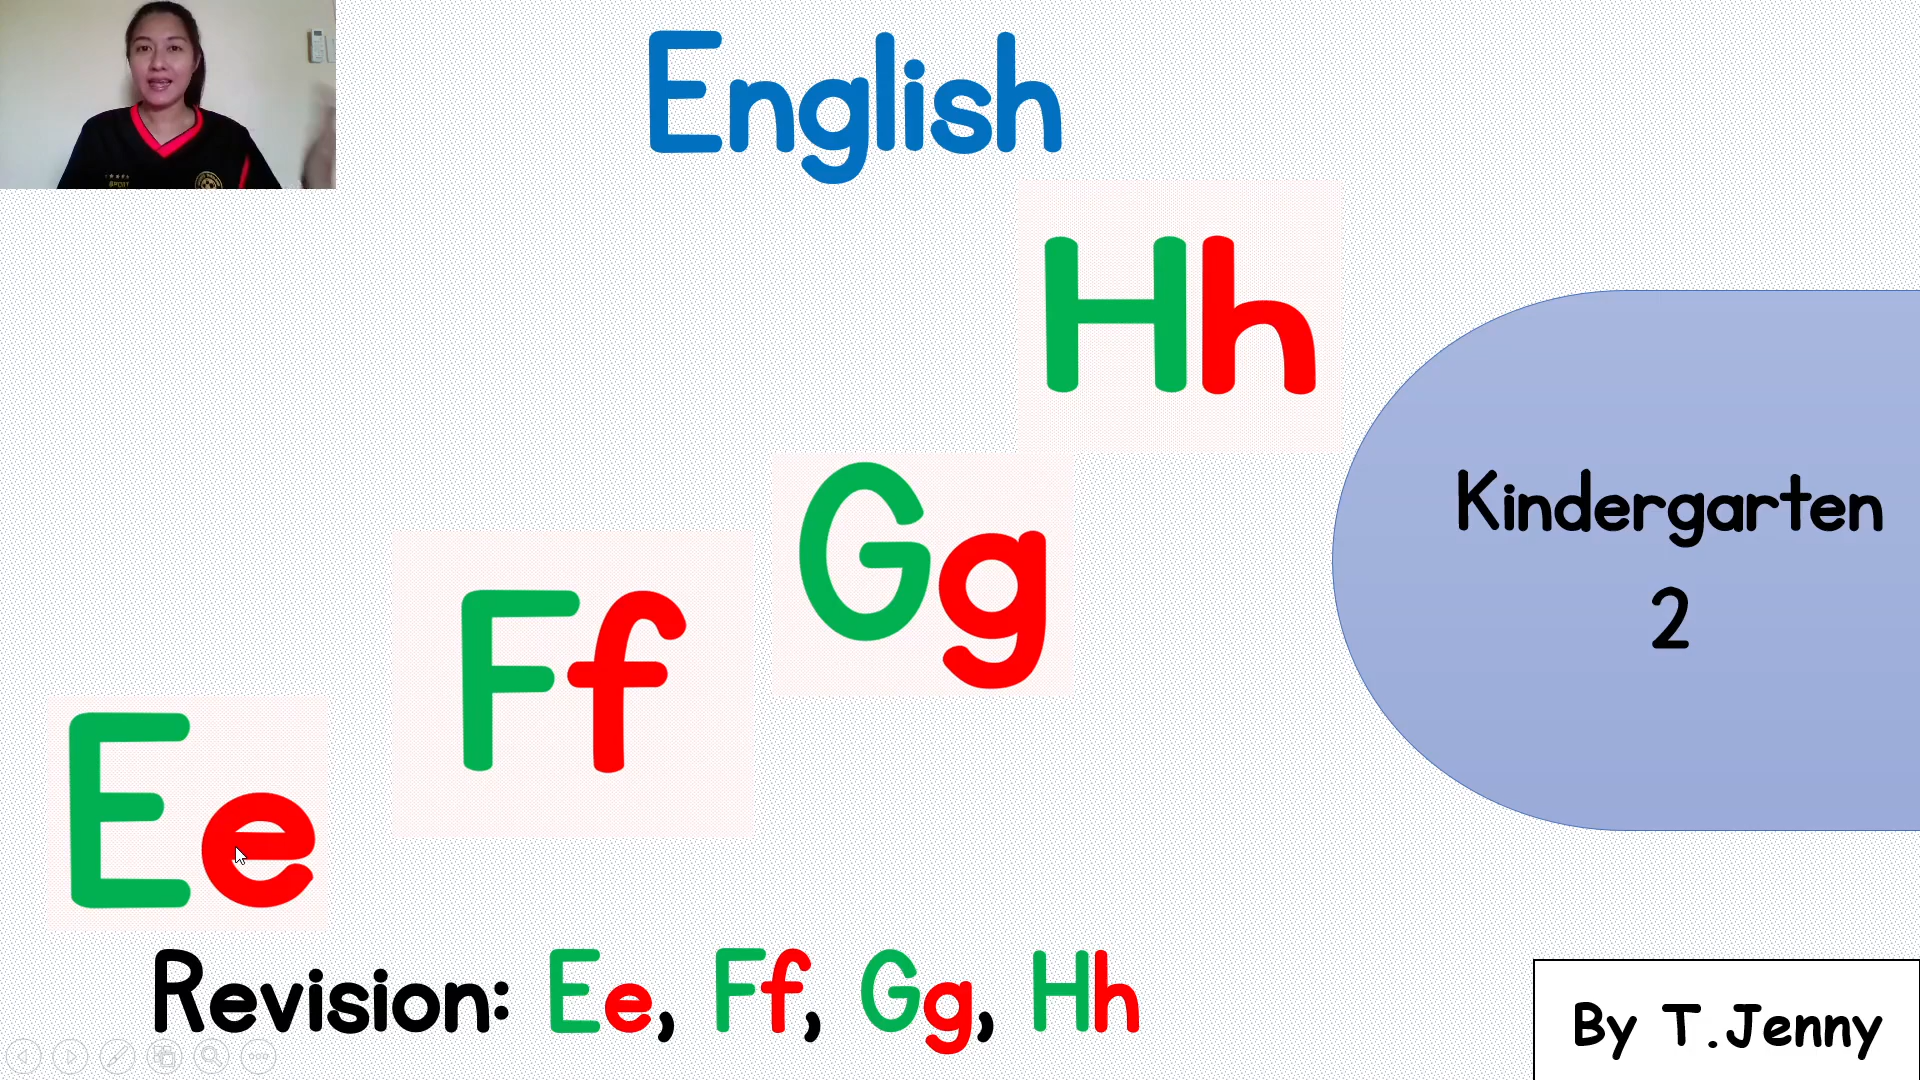 English
Hh
Gg
Ff
Ee
Kindergarten
2
Revision: Ee, Ff, Gg, Hh
By T.Jenny